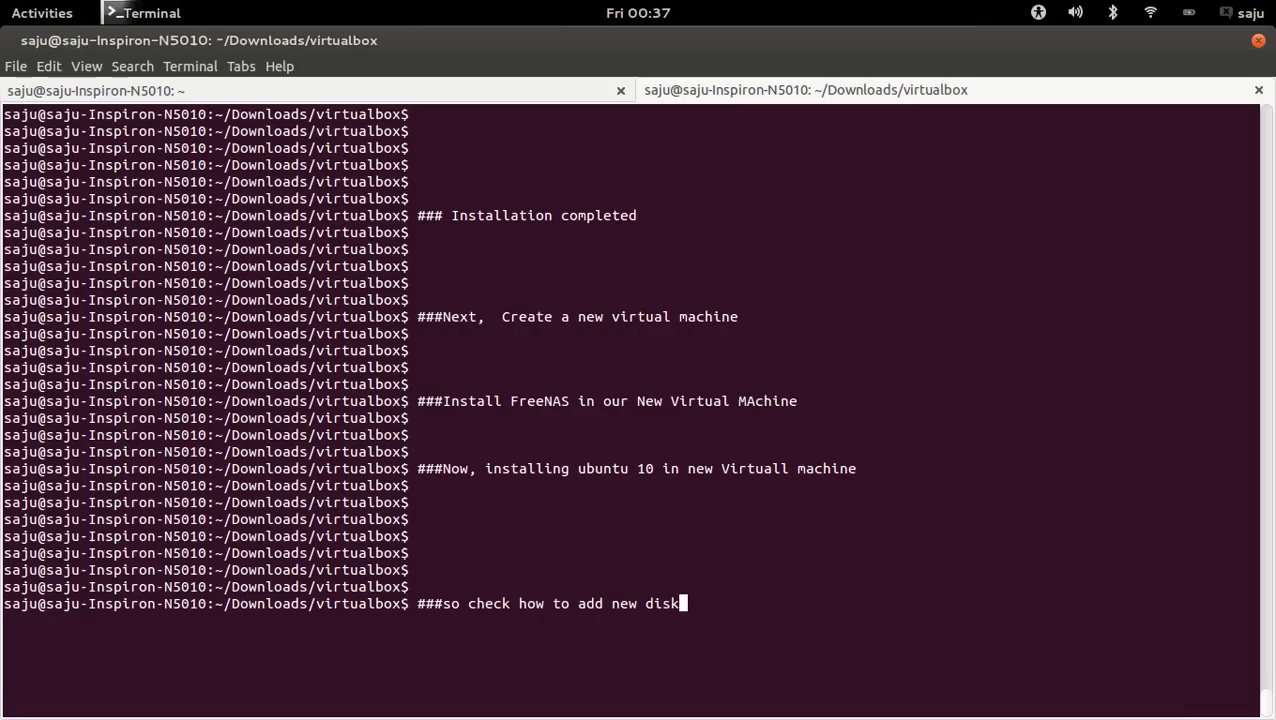 Activities
>_Terminal
Fri 00:37
saju
saju@saju-Inspiron-N5010: ~/Downloads/virtualbox
File Edit View Search Terminal Tabs Help
saju@saju-Inspiron-N5010: ~
saju@saju-Inspiron-N5010: ~/Downloads/virtualbox
saju@saju-Inspiron-N5010:~/Downloads/virtualbox$
saju@saju-Inspiron-N5010:~/Downloads/virtualbox$
saju@saju-Inspiron-N5010:~/Downloads/virtualbox$
saju@saju-Inspiron-N5010:~/Downloads/virtualbox$
saju@saju-Inspiron-N5010:~/Downloads/virtualbox$
saju@saju-Inspiron-N5010:~/Downloads/virtualbox$
saju@saju-Inspiron-N5010:~/Downloads/virtualbox$ ### Installation completed
saju@saju-Inspiron-N5010:~/Downloads/virtualbox$
saju@saju-Inspiron-N5010:~/Downloads/virtualbox$
saju@saju-Inspiron-N5010:~/Downloads/virtualbox$
saju@saju-Inspiron-N5010:~/Downloads/virtualbox$
saju@saju-Inspiron-N5010:~/Downloads/virtualbox$
saju@saju-Inspiron-N5010:~/Downloads/virtualbox$ ###Next,  Create a new virtual machine
saju@saju-Inspiron-N5010:~/Downloads/virtualbox$
saju@saju-Inspiron-N5010:~/Downloads/virtualbox$
saju@saju-Inspiron-N5010:~/Downloads/virtualbox$
saju@saju-Inspiron-N5010:~/Downloads/virtualbox$
saju@saju-Inspiron-N5010:~/Downloads/virtualbox$ ###Install FreeNAS in our New Virtual MAchine
saju@saju-Inspiron-N5010:~/Downloads/virtualbox$
saju@saju-Inspiron-N5010:~/Downloads/virtualbox$
saju@saju-Inspiron-N5010:~/Downloads/virtualbox$
saju@saju-Inspiron-N5010:~/Downloads/virtualbox$ ###Now, installing ubuntu 10 in new Virtuall machine
saju@saju-Inspiron-N5010:~/Downloads/virtualbox$
saju@saju-Inspiron-N5010:~/Downloads/virtualbox$
saju@saju-Inspiron-N5010:~/Downloads/virtualbox$
saju@saju-Inspiron-N5010:~/Downloads/virtualbox$
saju@saju-Inspiron-N5010:~/Downloads/virtualbox$
saju@saju-Inspiron-N5010:~/Downloads/virtualbox$
saju@saju-Inspiron-N5010:~/Downloads/virtualbox$
saju@saju-Inspiron-N5010:~/Downloads/virtualbox$ ###so check how to add new disk